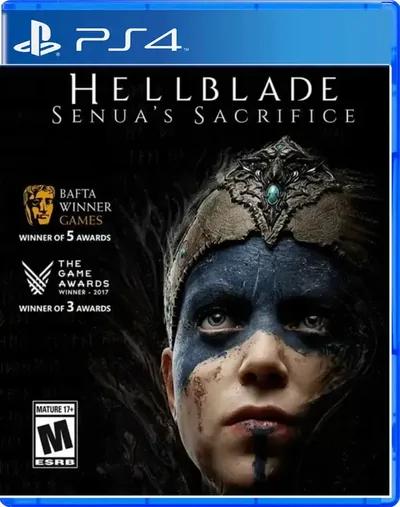 PS4™
HELLBLADE
SENUA'S SACRIFICE
BAFTA
WINNER
GAMES
WINNER OF 5 AWARDS
THE
GAME
AWARDS
WINNER - 2017
WINNER OF 3 AWARDS
MATURE 17+
M
ESRB